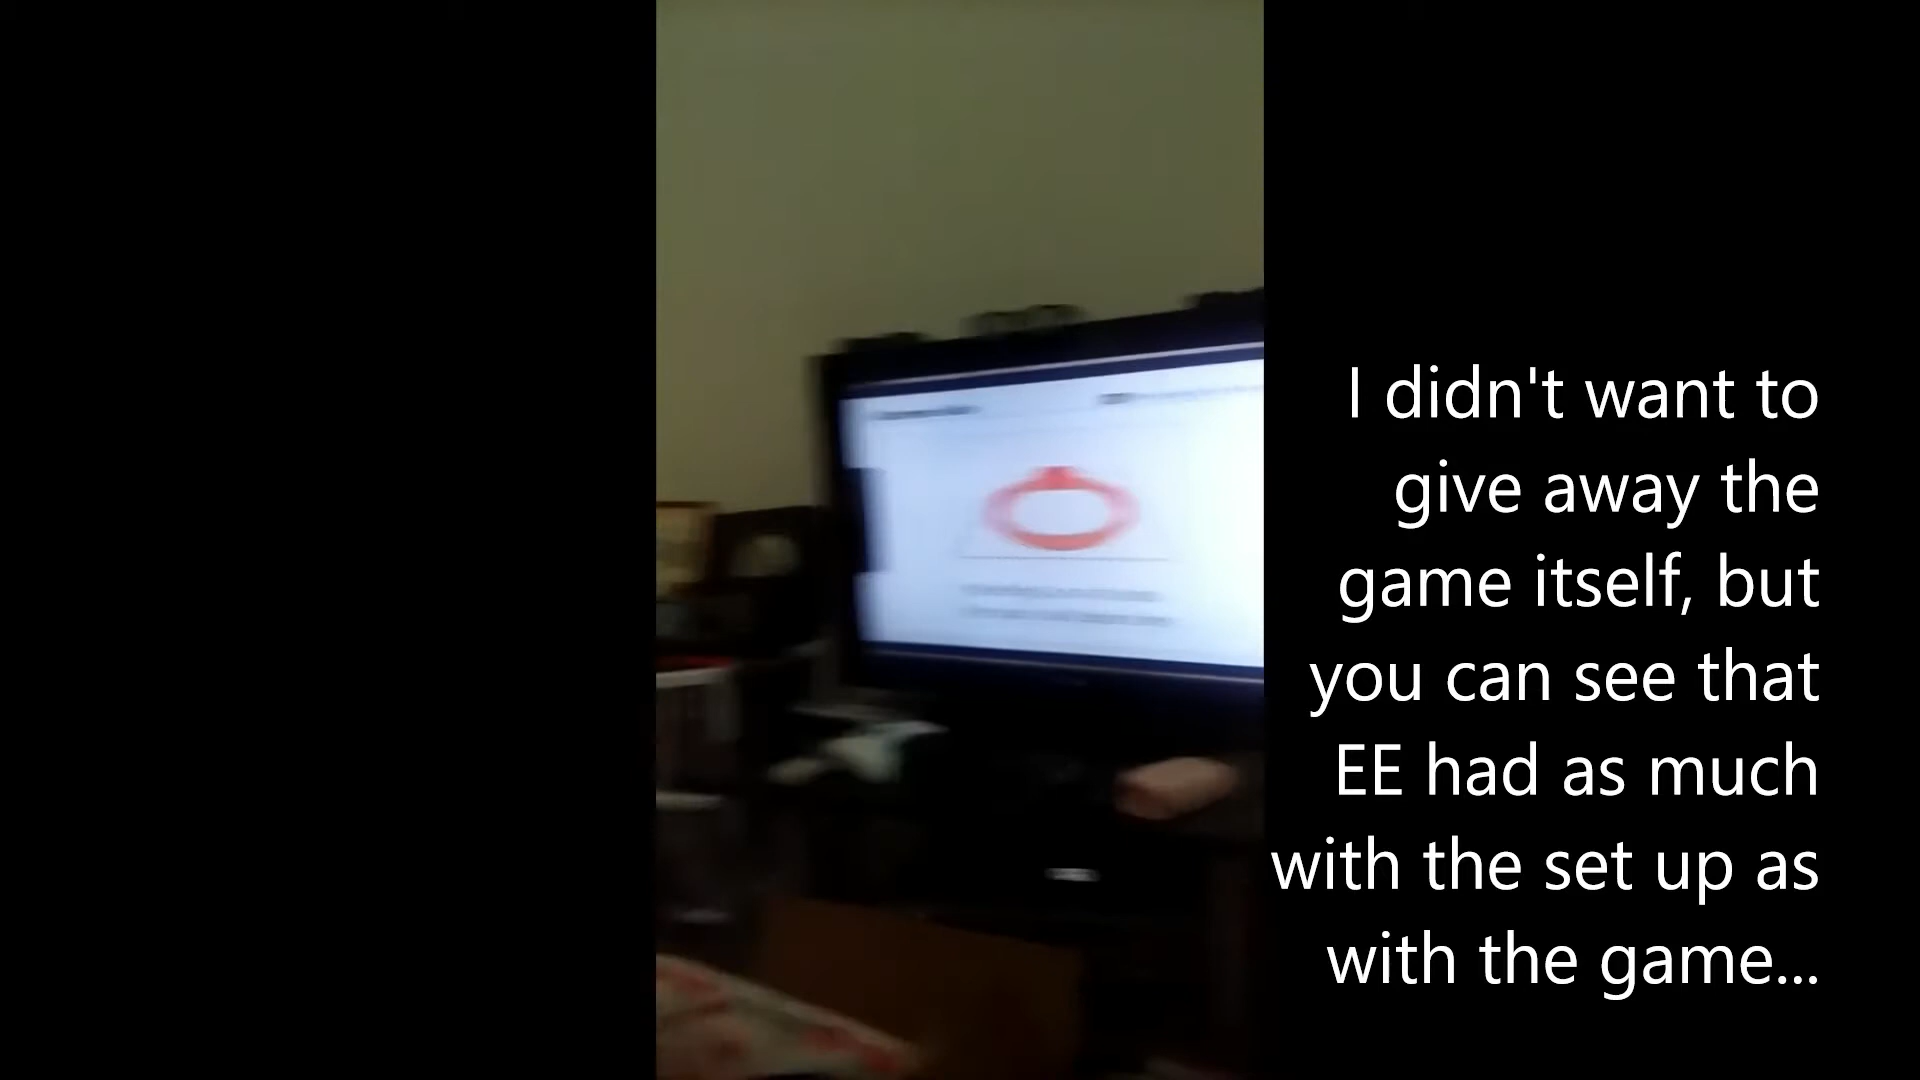 I didn't want to
give away the
game itself, but
you can see that
EE had as much
with the set up as
with the game...